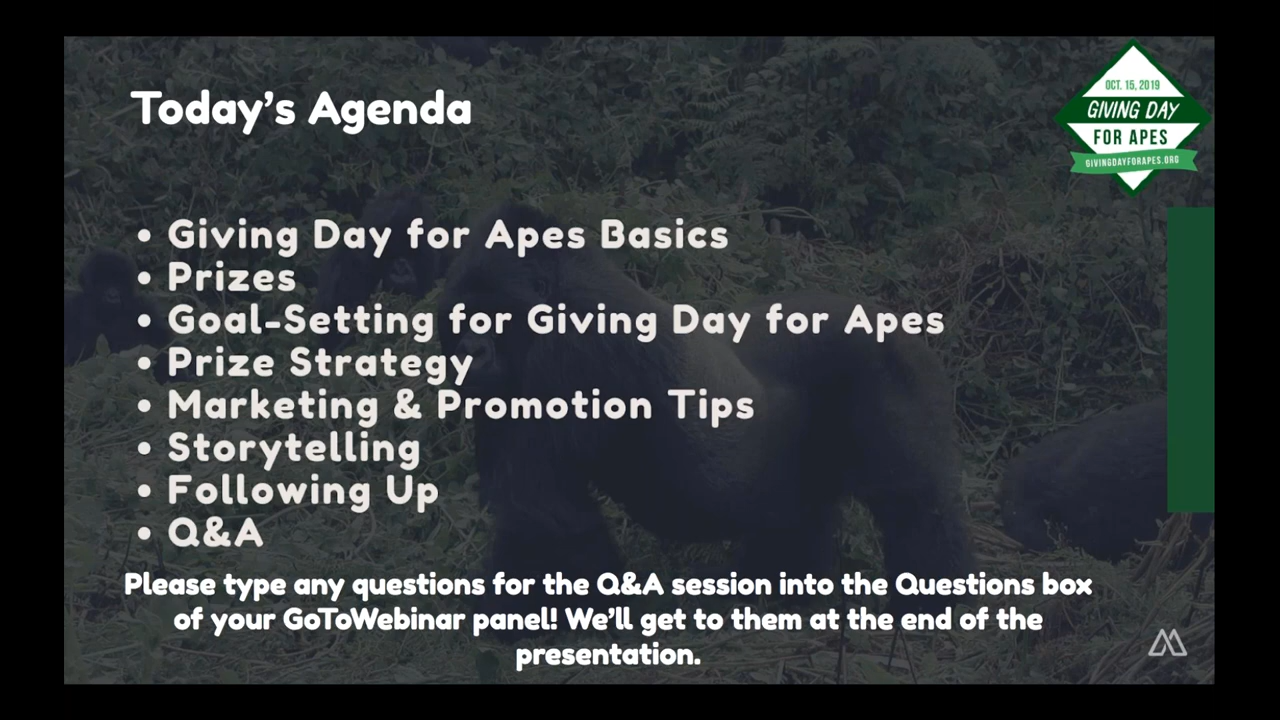 Today's Agenda
OCT. 15, 2019
GIVING DAY
FOR APES
GIVINGDAYFORAPES.ORG
• Giving Day for Apes Basics
• Prizes
• Goal-Setting for Giving Day for Apes
• Prize Strategy
• Marketing & Promotion Tips
• Storytelling
• Following Up
• Q&A
Please type any questions for the Q&A session into the Questions box
of your GoToWebinar panel! We'll get to them at the end of the
presentation.